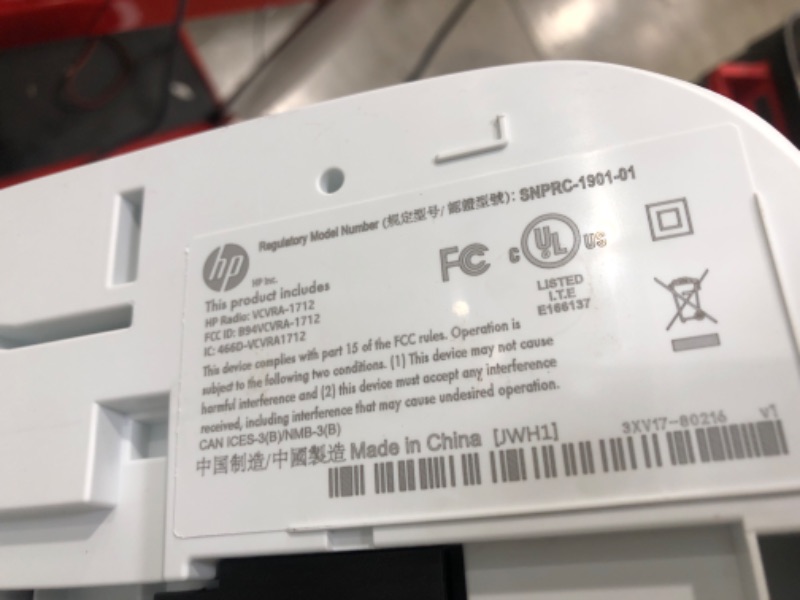 Regulatory Model Number (规定型号/ 認證型號): SNPRC-1901-01
hp
HP Inc.
This product includes
HP Radio: VCVRA-1712
FCC ID: B94VCVRA-1712
IC: 466D-VCVRA1712
FC
c UL US
LISTED
I.T.E
E166137
This device complies with part 15 of the FCC rules. Operation is
subject to the following two conditions. (1) This device may not cause
harmful interference and (2) this device must accept any interference
received, including interference that may cause undesired operation.
CAN ICES-3(B)/NMB-3(B)
中国制造/中國製造 Made in China [JWH1]
3XV17-80216 v1